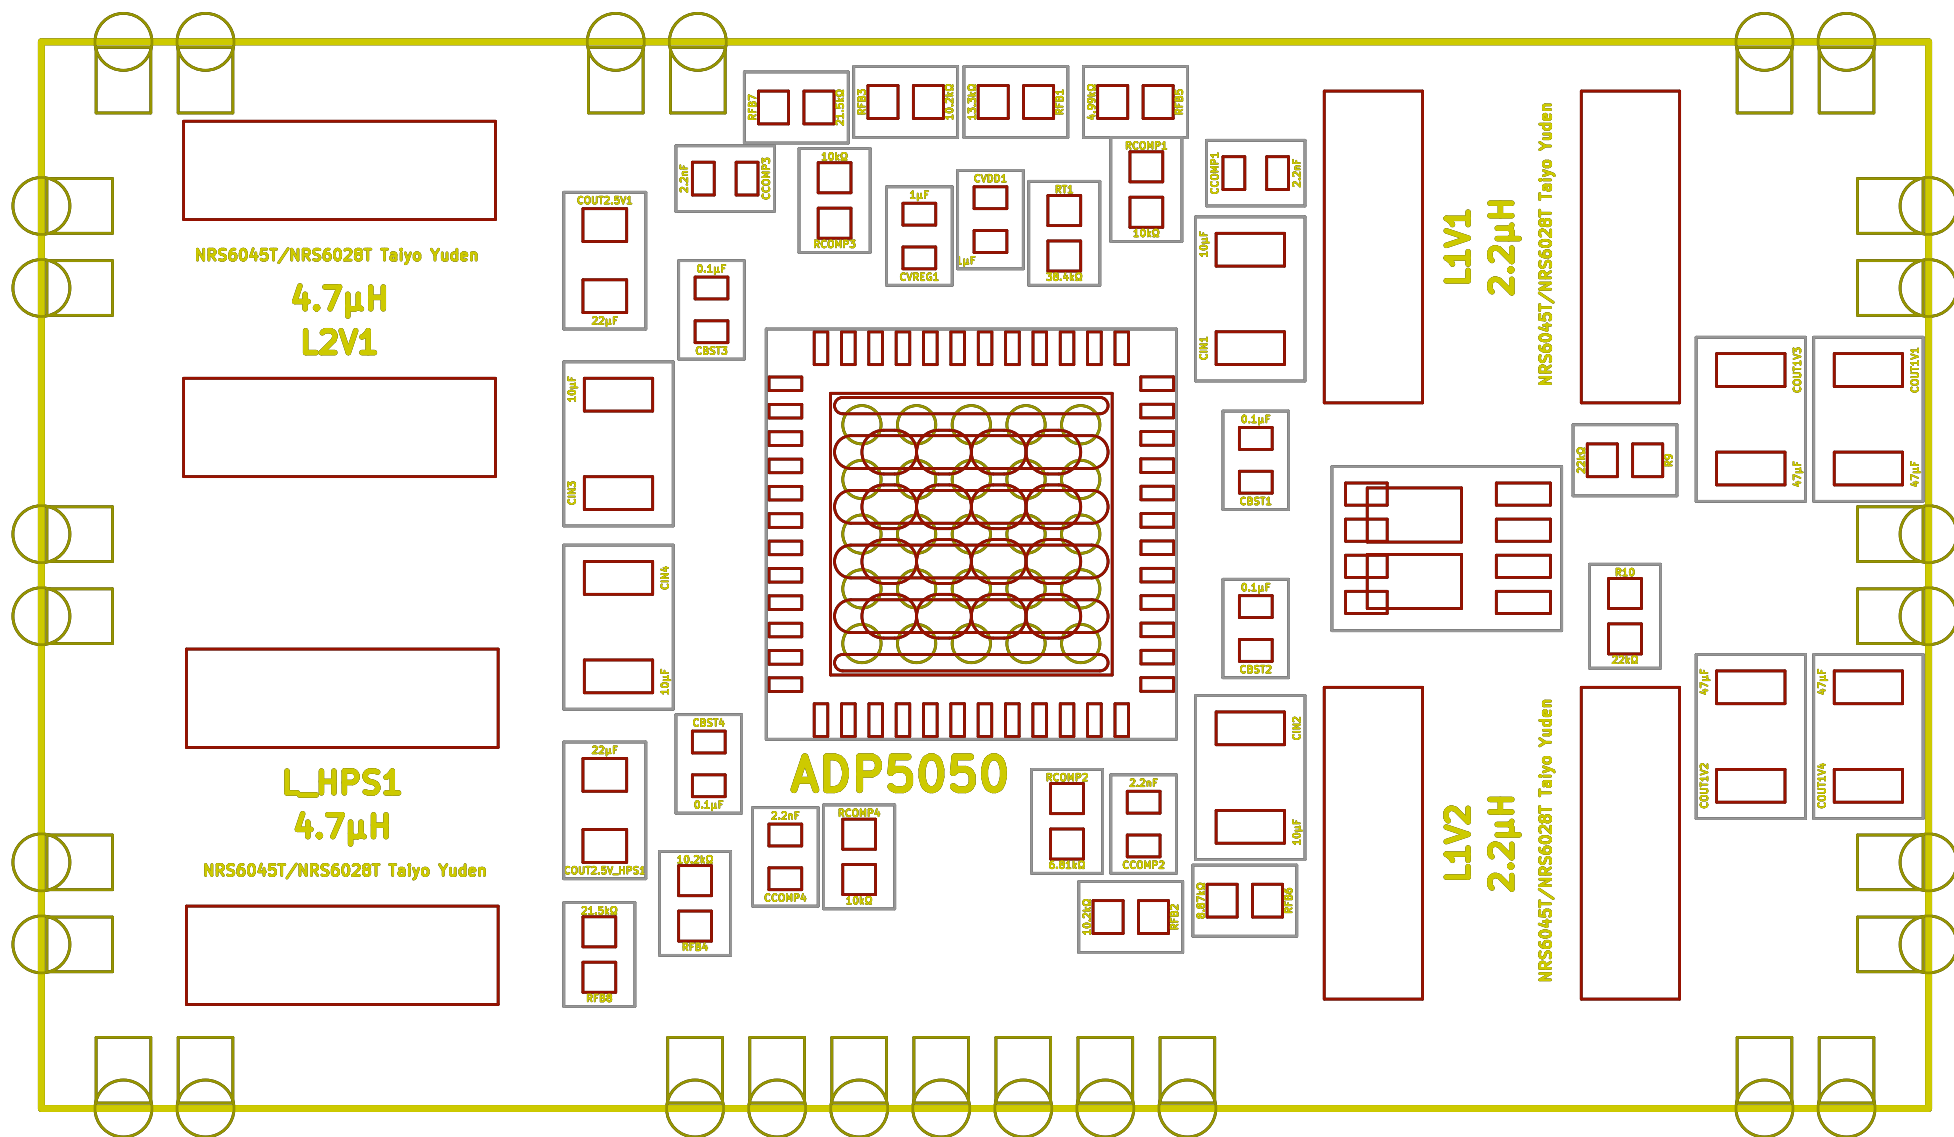 RFB7
21.5kΩ
RFB3
10.2kΩ
13.3kΩ
RFB1
4.99kΩ
RFB5
2.2nF
CCOMP3
10kΩ
RCOMP3
1µF
CVREG1
CVDD1
1µF
RT1
38.4kΩ
RCOMP1
10kΩ
CCOMP1
2.2nF
COUT2.5V1
22µF
0.1µF
CBST3
10µF
CIN1
NRS6045T/NRS6028T Taiyo Yuden
4.7µH
L2V1
L1V1
2.2µH
NRS6045T/NRS6028T Taiyo Yuden
10µF
CIN3
COUT1V3
47µF
COUT1V1
47µF
0.1µF
CBST1
22kΩ
R9
CIN4
10µF
0.1µF
CBST2
R10
22kΩ
CBST4
0.1µF
CIN2
10µF
47µF
COUT1V2
47µF
COUT1V4
ADP5050
L_HPS1
4.7µH
NRS6045T/NRS6028T Taiyo Yuden
22µF
COUT2.5V_HPS1
L1V2
2.2µH
NRS6045T/NRS6028T Taiyo Yuden
10.2kΩ
RFB4
2.2nF
CCOMP4
RCOMP4
10kΩ
RCOMP2
6.81kΩ
2.2nF
CCOMP2
10.2kΩ
RFB2
8.87kΩ
RFB6
21.5kΩ
RFB8